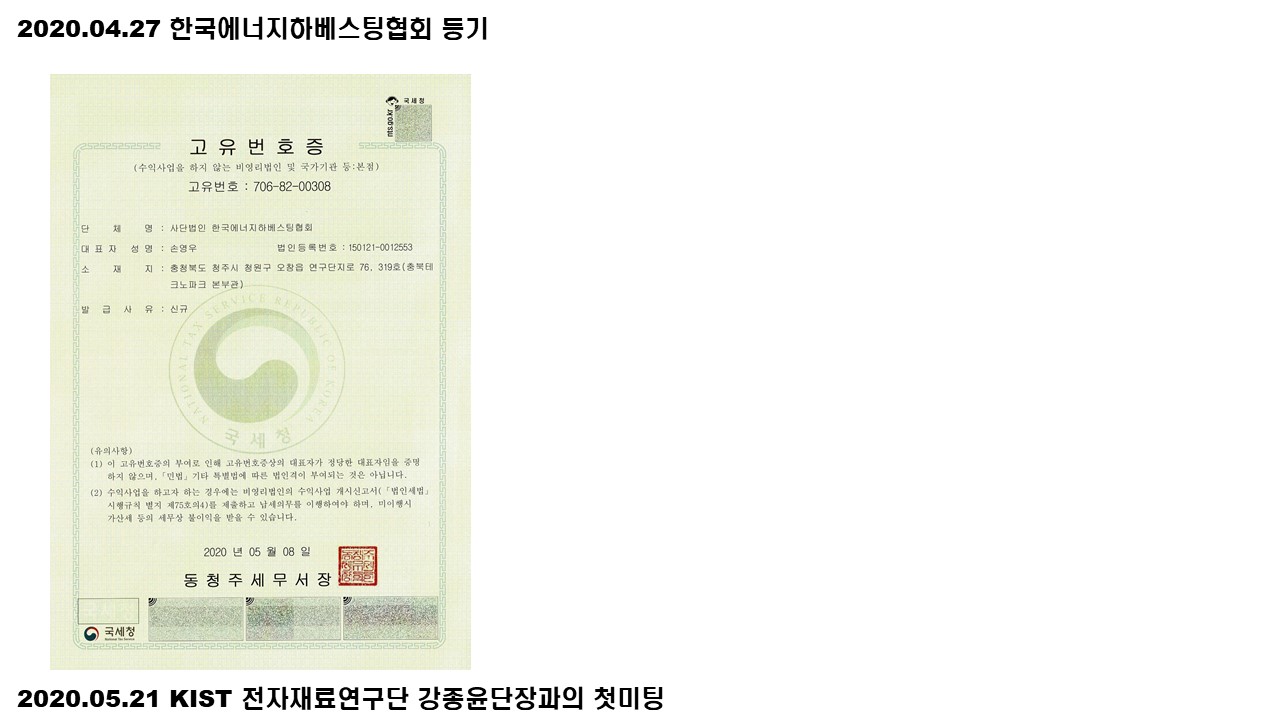 2020.04.27 한국에너지하베스팅협회 등기
국세청
nts.go.kr
고 유 번 호 증
(수익사업을 하지 않는 비영리법인 및 국가기관 등:본점)
고유번호 : 706-82-00308
단 체 명 : 사단법인 한국에너지하베스팅협회
대 표 자 성 명 : 손영우 법인등록번호 : 150121-0012553
소 재 지 : 충청북도 청주시 청원구 오창읍 연구단지로 76, 319호(충북테
크노파크 본부관)
발 급 사 유 : 신규
NATIONAL TAX SERVICE REPUBLIC OF KOREA
국세청
(유의사항)
(1) 이 고유번호증의 부여로 인해 고유번호증상의 대표자가 정당한 대표자임을 증명
하지 않으며,「민법」기타 특별법에 따른 법인격이 부여되는 것은 아닙니다.
(2) 수익사업을 하고자 하는 경우에는 비영리법인의 수익사업 개시신고서(「법인세법」
시행규칙 별지 제75호의4)를 제출하고 납세의무를 이행하여야 하며, 미이행시
가산세 등의 세무상 불이익을 받을 수 있습니다.
2020 년 05 월 08 일
동 청 주 세 무 서 장
국세청
National Tax Service
2020.05.21 KIST 전자재료연구단 강종윤단장과의 첫미팅